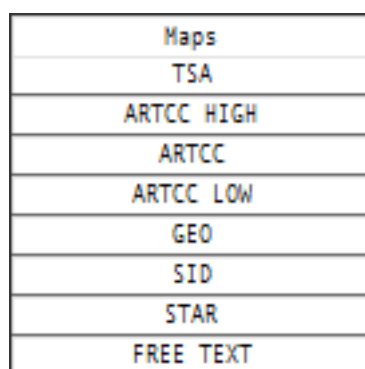 Maps
TSA
ARTCC HIGH
ARTCC
ARTCC LOW
GEO
SID
STAR
FREE TEXT